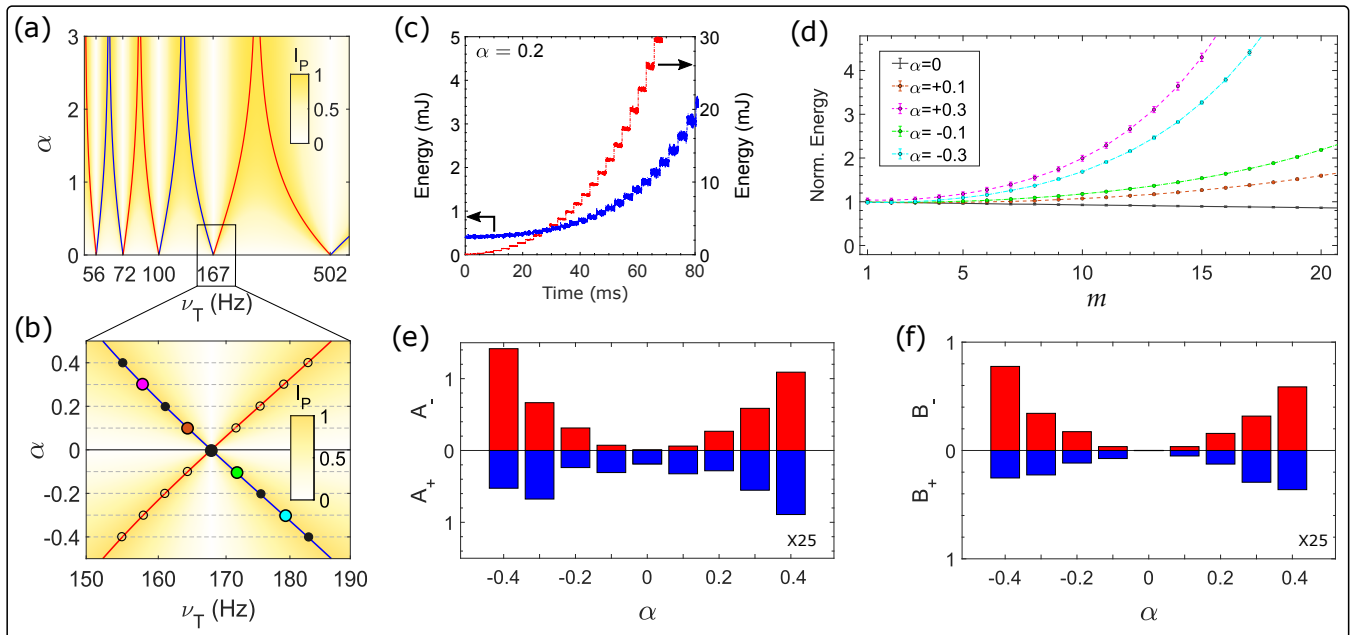 (a)
3
2
1
0
α
I_P
1
0.5
0
56 72 100 167 502
ν_T (Hz)
(b)
0.4
0.2
0
-0.2
-0.4
α
I_P
1
0.5
0
150 160 170 180 190
ν_T (Hz)
(c)
α = 0.2
5
4
3
2
1
0
Energy (mJ)
30
20
10
0
Energy (mJ)
0 20 40 60 80
Time (ms)
(d)
4
3
2
1
0
Norm. Energy
α=0
α=+0.1
α=+0.3
α= -0.1
α= -0.3
1 5 10 15 20
m
(e)
1
0
1
A_-
A_+
X25
-0.4 -0.2 0 0.2 0.4
α
(f)
1
0
1
B_-
B_+
X25
-0.4 -0.2 0 0.2 0.4
α